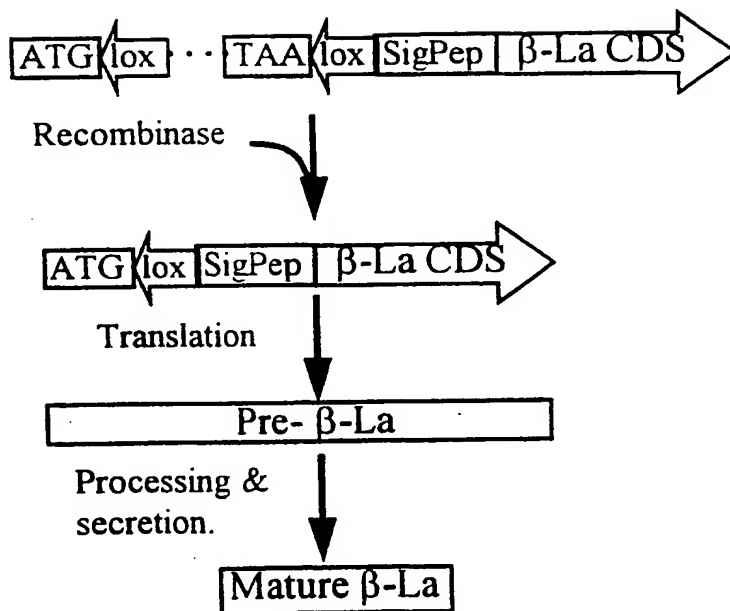 ATG lox · · · TAA lox SigPep β-La CDS
Recombinase
ATG lox SigPep β-La CDS
Translation
Pre- β-La
Processing &
secretion.
Mature β-La